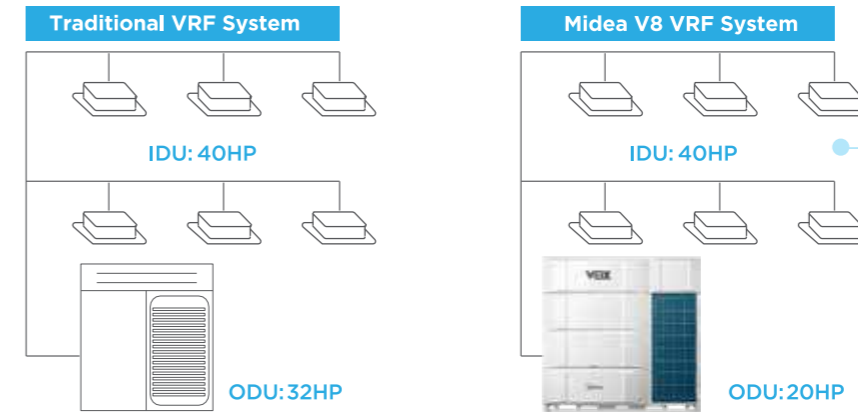 Traditional VRF System
Midea V8 VRF System
IDU: 40HP
IDU: 40HP
ODU: 32HP
ODU: 20HP